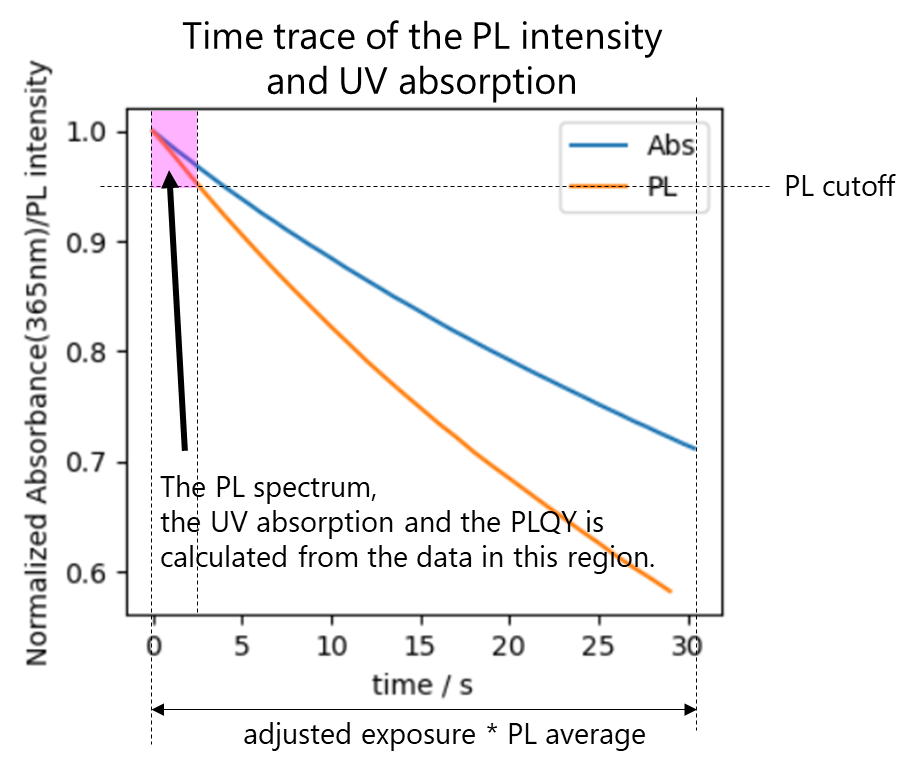 Time trace of the PL intensity
and UV absorption
Normalized Absorbance(365nm)/PL intensity
1.0
0.9
0.8
0.7
0.6
Abs
PL
PL cutoff
The PL spectrum,
the UV absorption and the PLQY is
calculated from the data in this region.
0 5 10 15 20 25 30
time / s
adjusted exposure * PL average